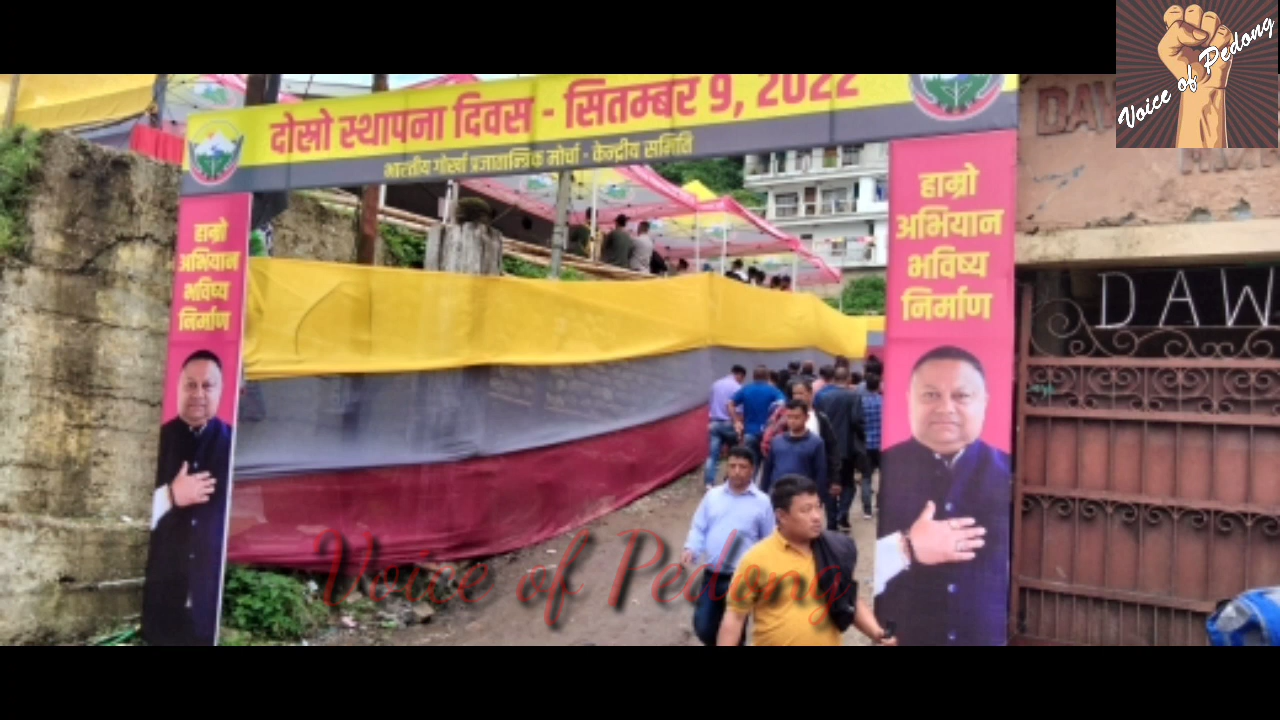 Voice of Pedong
दोस्रो स्थापना दिवस - सितम्बर 9, 2022
भारतीय गोर्खा प्रजातान्त्रिक मोर्चा - केन्द्रीय समिति
हाम्रो
अभियान
भविष्य
निर्माण
हाम्रो
अभियान
भविष्य
निर्माण
DAW
DAW
Voice of Pedong